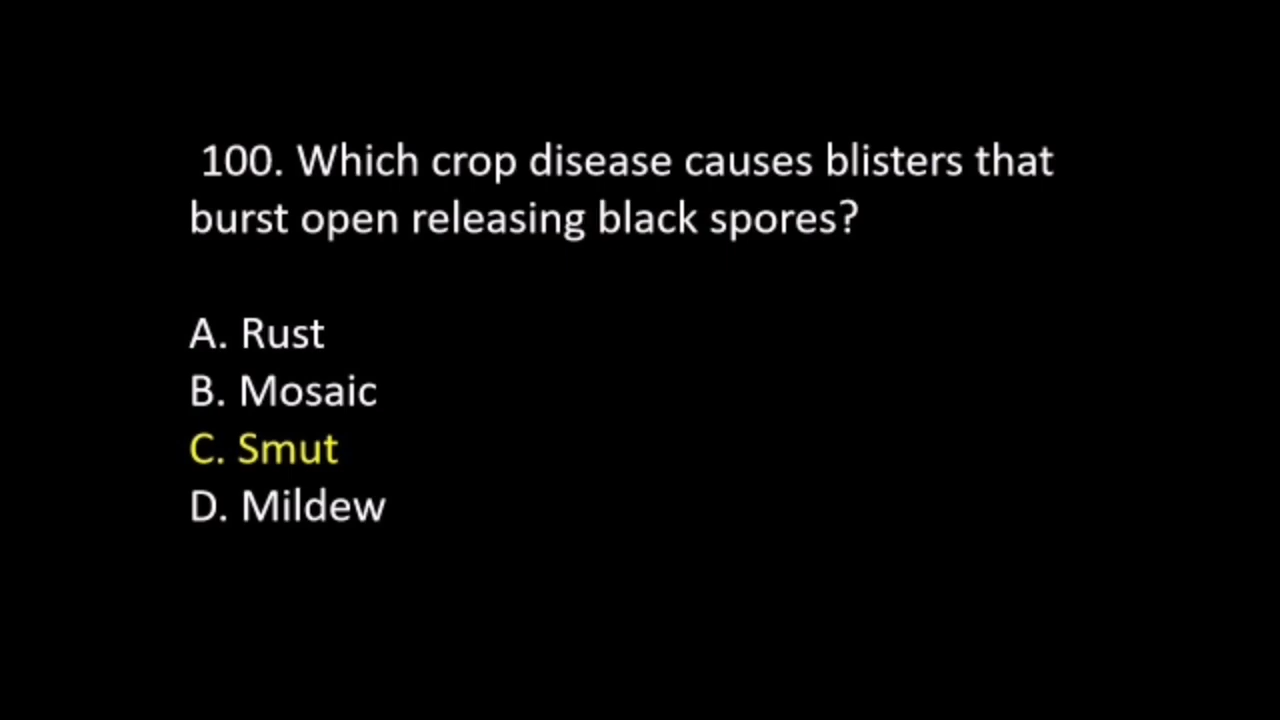 100. Which crop disease causes blisters that
burst open releasing black spores?
A. Rust
B. Mosaic
C. Smut
D. Mildew